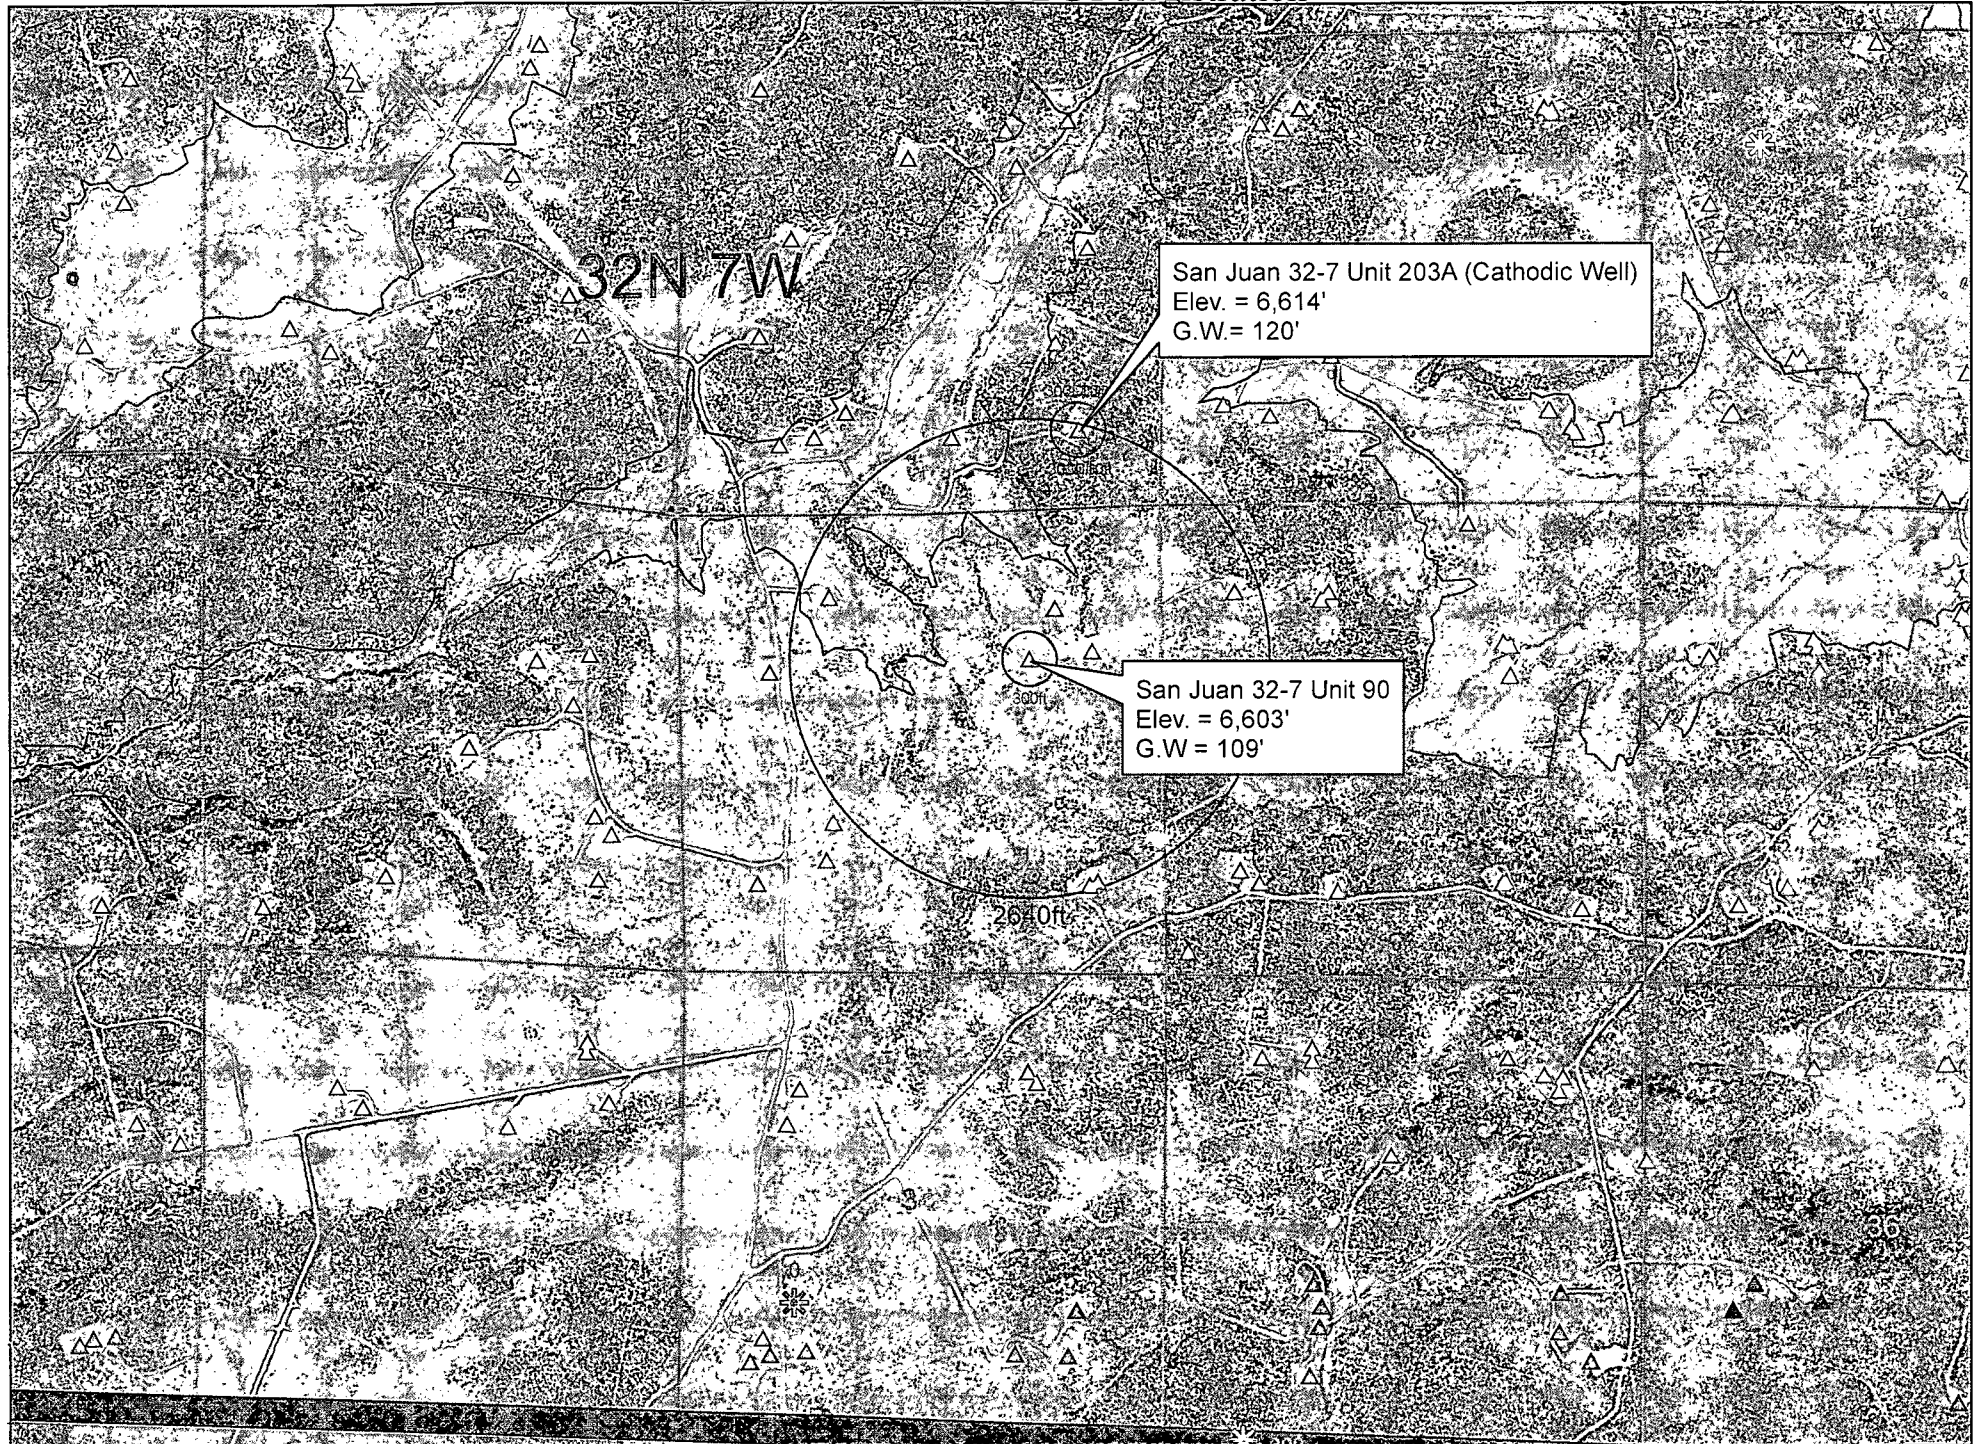 32N 7W
San Juan 32-7 Unit 203A (Cathodic Well)
Elev. = 6,614'
G.W.= 120'
San Juan 32-7 Unit 90
Elev. = 6,603'
G.W = 109'
300ft
2640ft
36